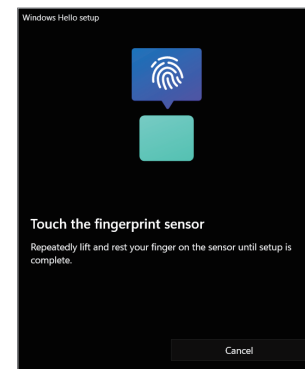 Windows Hello setup
Touch the fingerprint sensor
Repeatedly lift and rest your finger on the sensor until setup is
complete.
Cancel